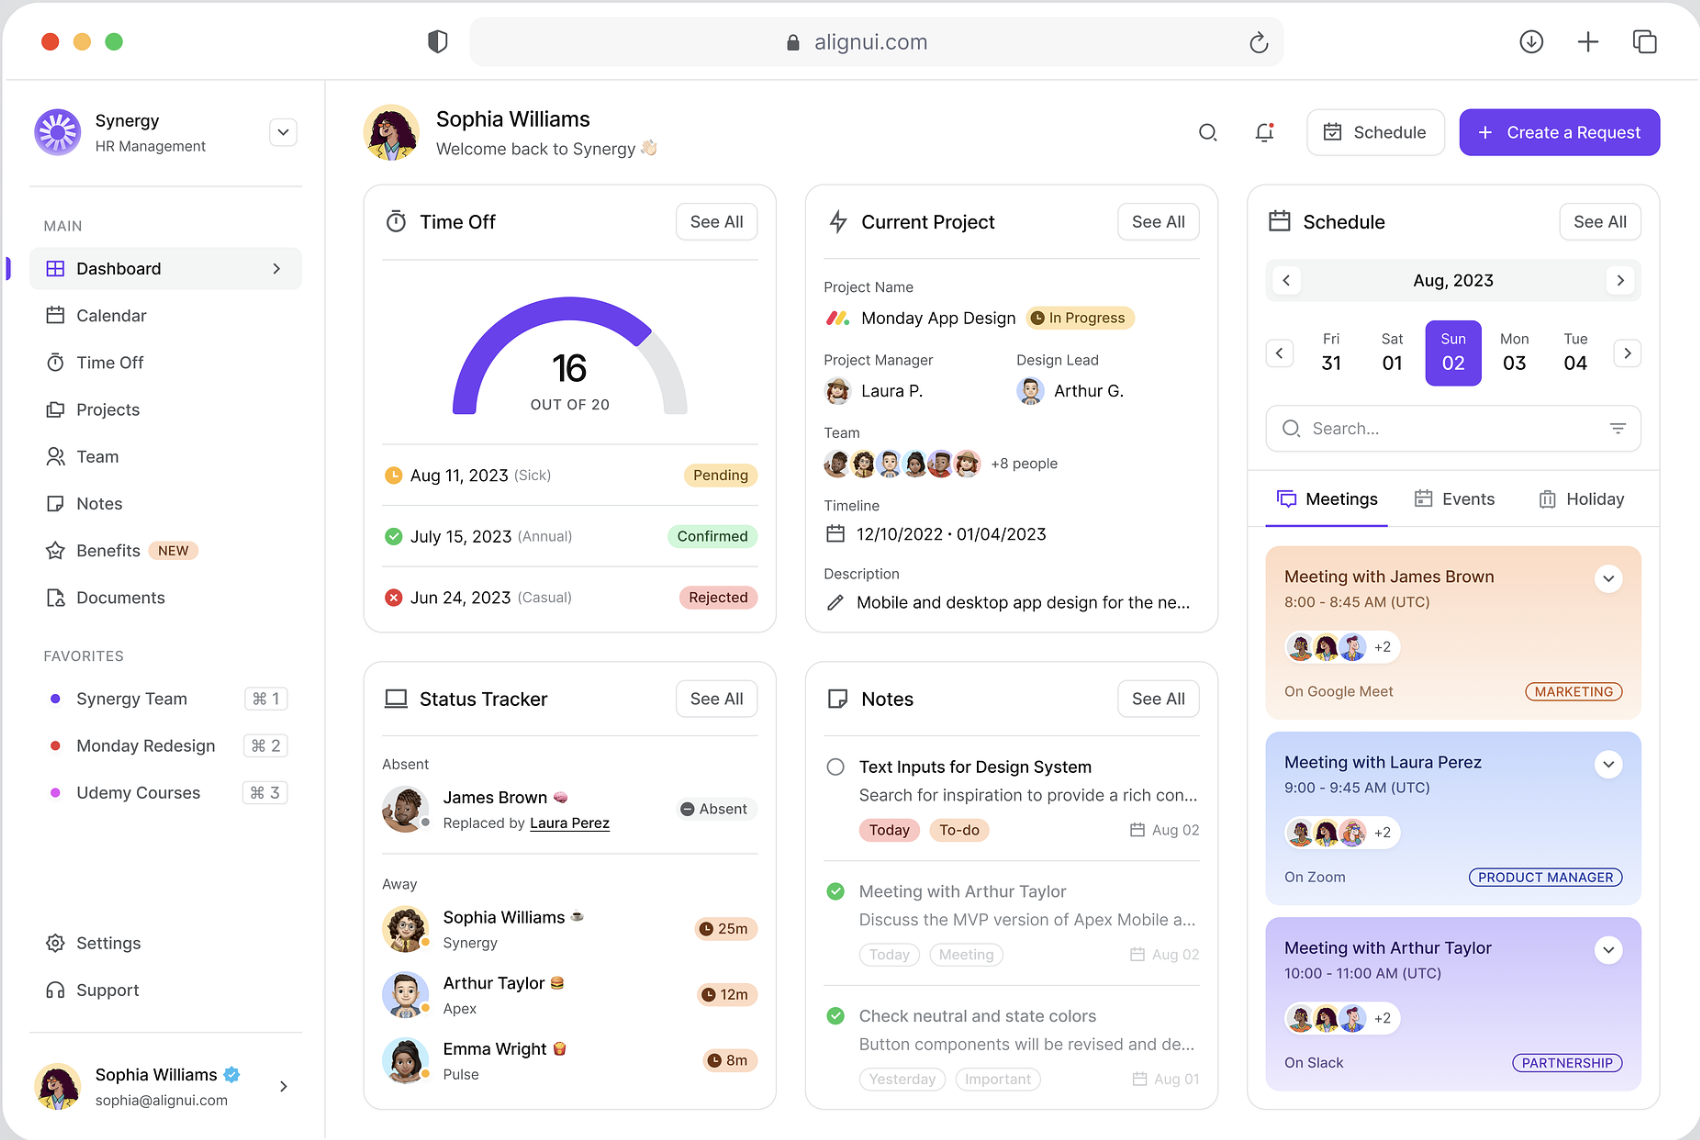 alignui.com
Synergy
HR Management
MAIN
Dashboard
Calendar
Time Off
Projects
Team
Notes
Benefits NEW
Documents
FAVORITES
Synergy Team ⌘ 1
Monday Redesign ⌘ 2
Udemy Courses ⌘ 3
Settings
Support
Sophia Williams
sophia@alignui.com
Sophia Williams
Welcome back to Synergy 👋🏻
Schedule
+ Create a Request
Time Off See All
16
OUT OF 20
Aug 11, 2023 (Sick) Pending
July 15, 2023 (Annual) Confirmed
Jun 24, 2023 (Casual) Rejected
Current Project See All
Project Name
Monday App Design In Progress
Project Manager Design Lead
Laura P. Arthur G.
Team
+8 people
Timeline
12/10/2022 • 01/04/2023
Description
Mobile and desktop app design for the ne...
Status Tracker See All
Absent
James Brown 🧠 Absent
Replaced by Laura Perez
Away
Sophia Williams ☕ 25m
Synergy
Arthur Taylor 🍔 12m
Apex
Emma Wright 🍟 8m
Pulse
Notes See All
Text Inputs for Design System
Search for inspiration to provide a rich con...
Today To-do Aug 02
Meeting with Arthur Taylor
Discuss the MVP version of Apex Mobile a...
Today Meeting Aug 02
Check neutral and state colors
Button components will be revised and de...
Yesterday Important Aug 01
Schedule See All
Aug, 2023
Fri Sat Sun Mon Tue
31 01 02 03 04
Search...
Meetings Events Holiday
Meeting with James Brown
8:00 - 8:45 AM (UTC)
+2
On Google Meet MARKETING
Meeting with Laura Perez
9:00 - 9:45 AM (UTC)
+2
On Zoom PRODUCT MANAGER
Meeting with Arthur Taylor
10:00 - 11:00 AM (UTC)
+2
On Slack PARTNERSHIP